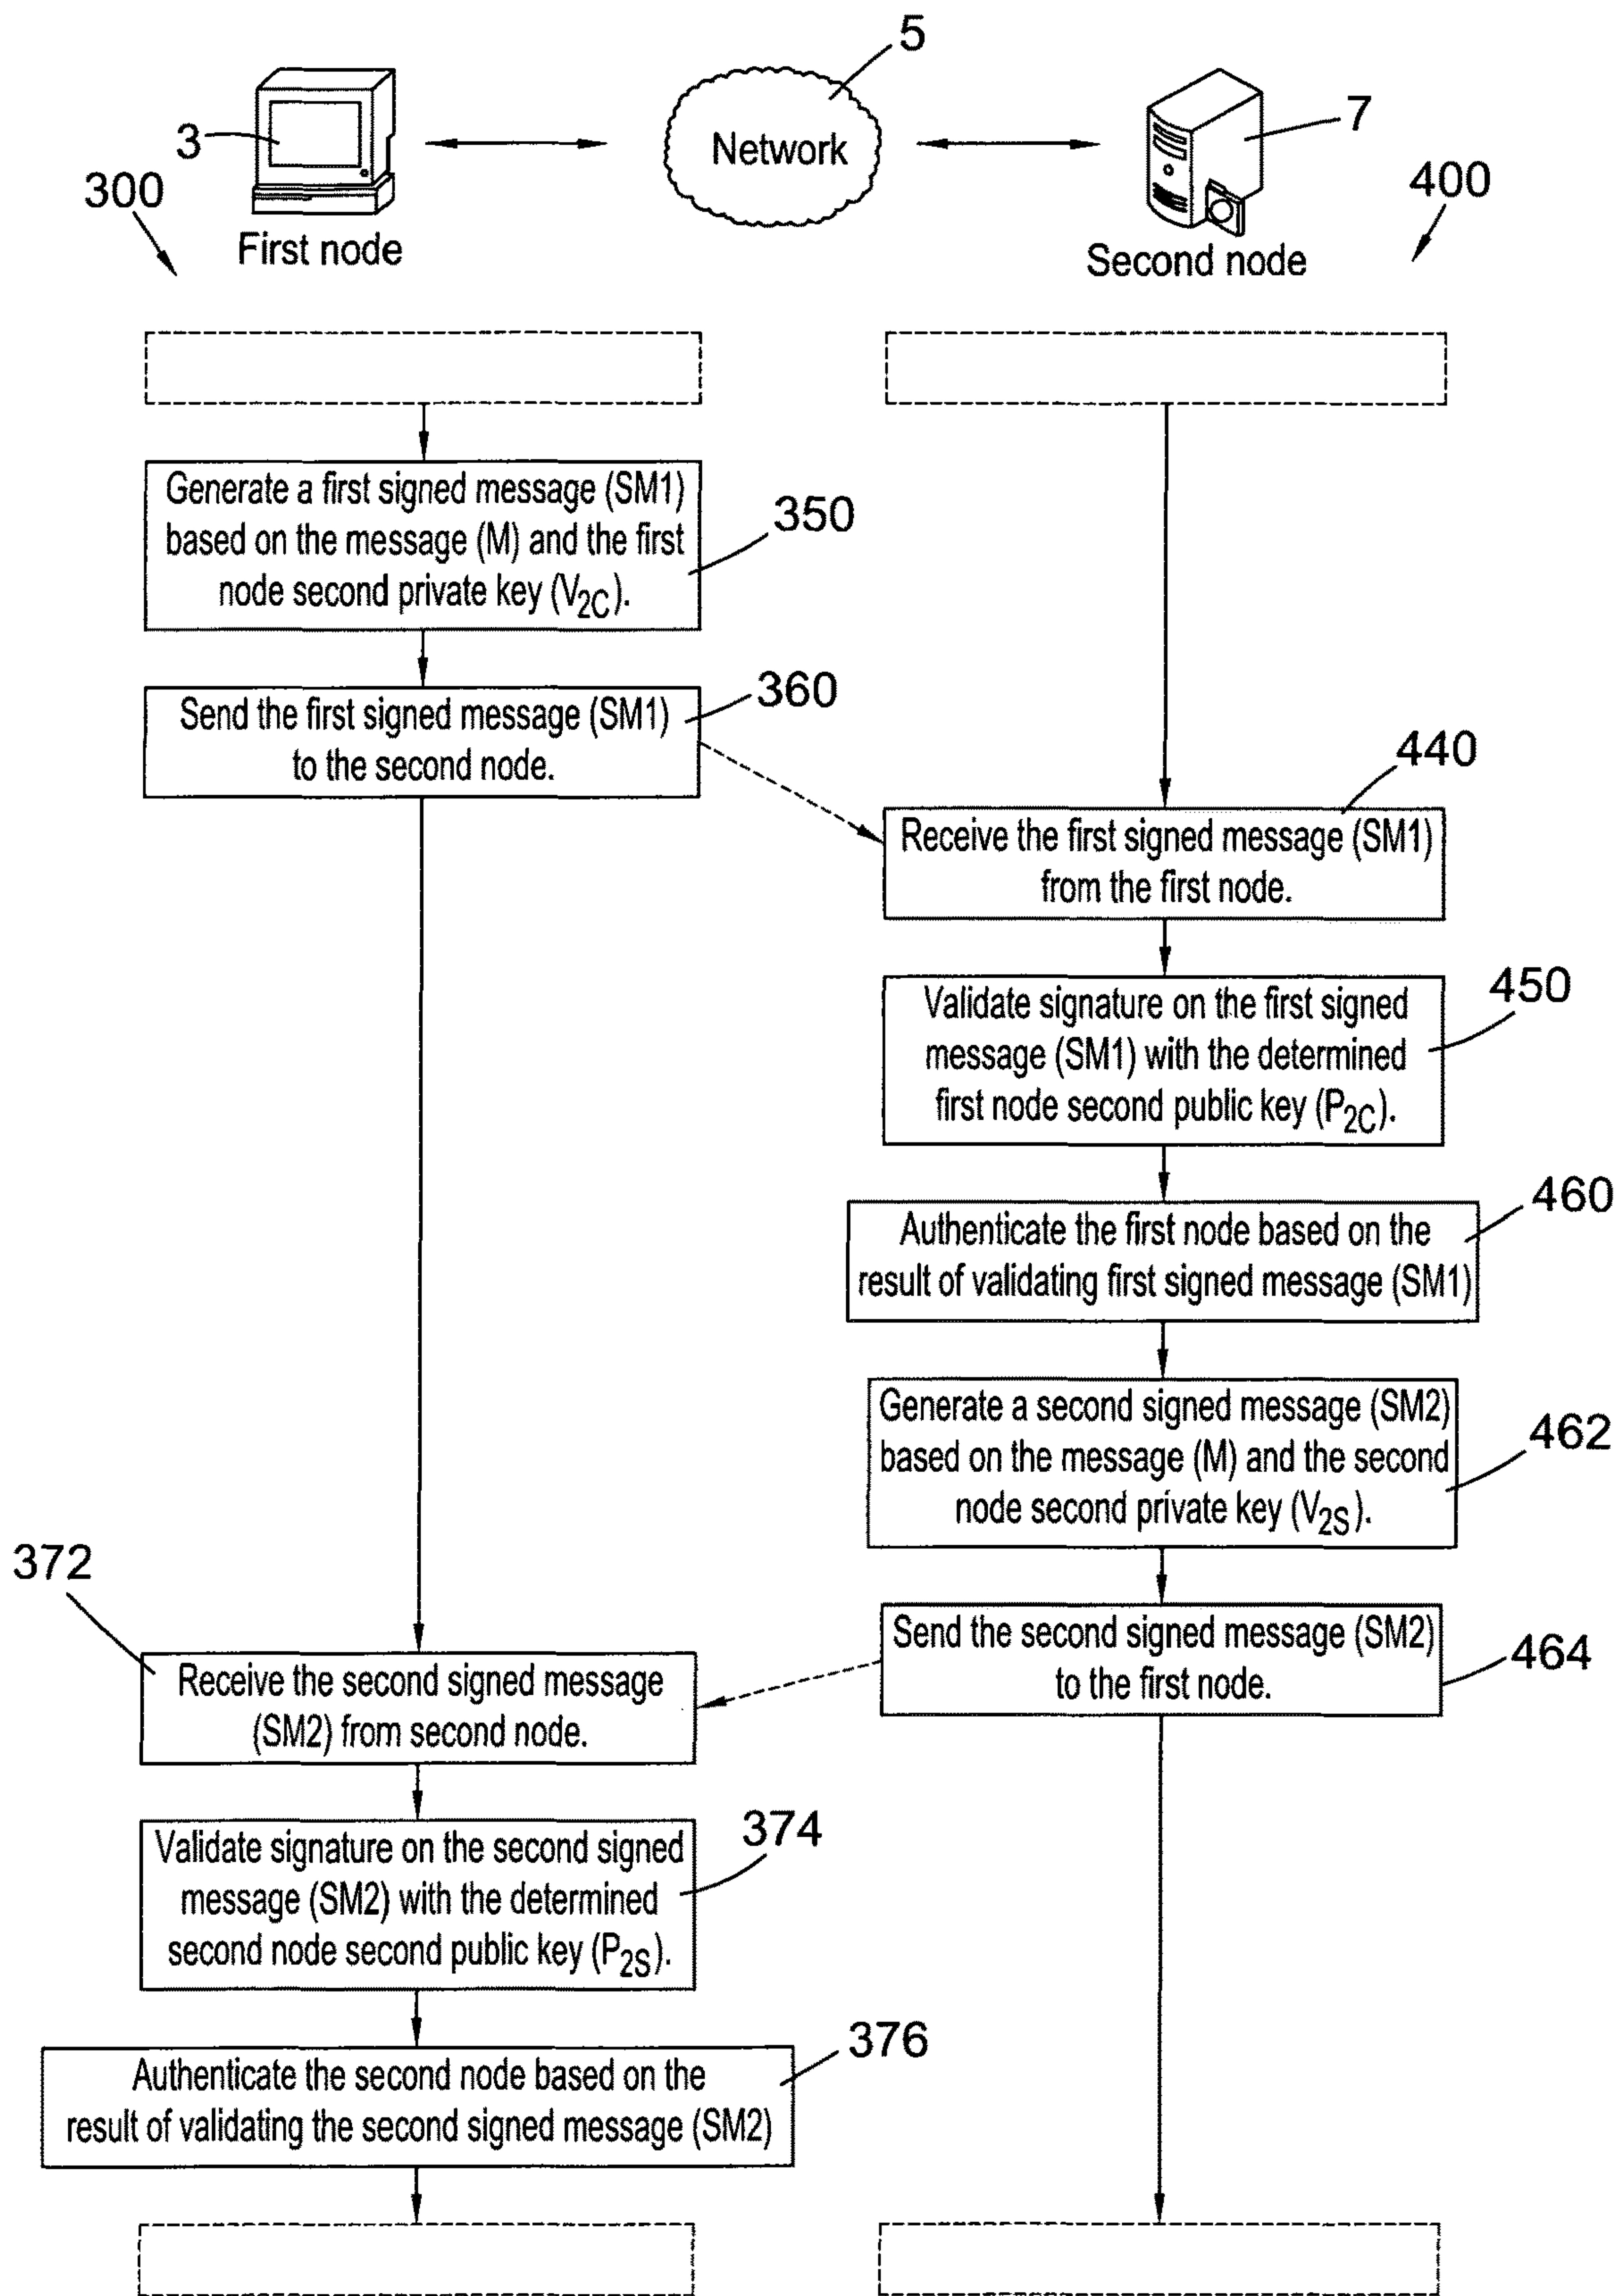 5
3
Network
7
300
400
First node
Second node
Generate a first signed message (SM1)
based on the message (M) and the first
node second private key (V2C).
350
Send the first signed message (SM1)
to the second node.
360
440
Receive the first signed message (SM1)
from the first node.
Validate signature on the first signed
message (SM1) with the determined
first node second public key (P2C).
450
460
Authenticate the first node based on the
result of validating first signed message (SM1)
Generate a second signed message (SM2)
based on the message (M) and the second
node second private key (V2S).
462
Send the second signed message (SM2)
to the first node.
464
372
Receive the second signed message
(SM2) from second node.
Validate signature on the second signed
message (SM2) with the determined
second node second public key (P2S).
374
376
Authenticate the second node based on the
result of validating the second signed message (SM2)